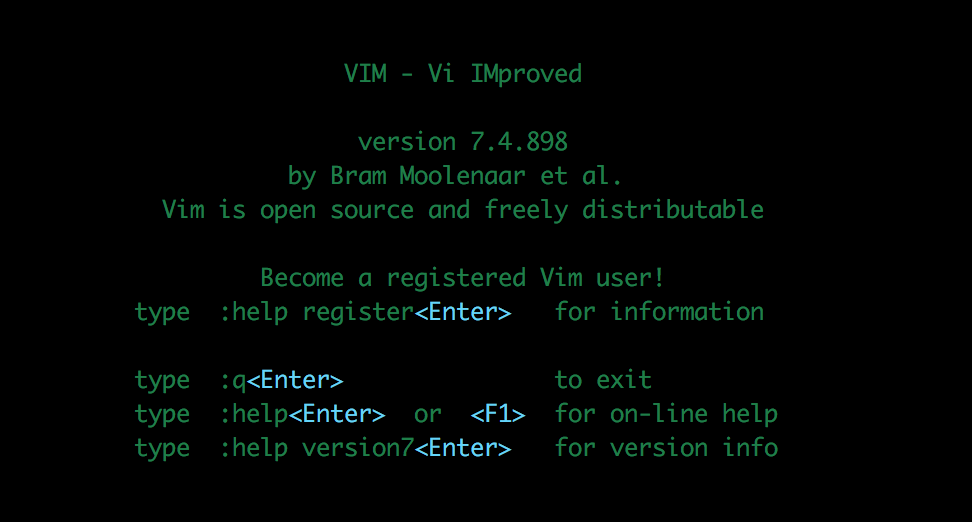 VIM - Vi IMproved
version 7.4.898
by Bram Moolenaar et al.
Vim is open source and freely distributable
Become a registered Vim user!
type  :help register<Enter>   for information
type  :q<Enter>               to exit
type  :help<Enter>  or  <F1>  for on-line help
type  :help version7<Enter>   for version info